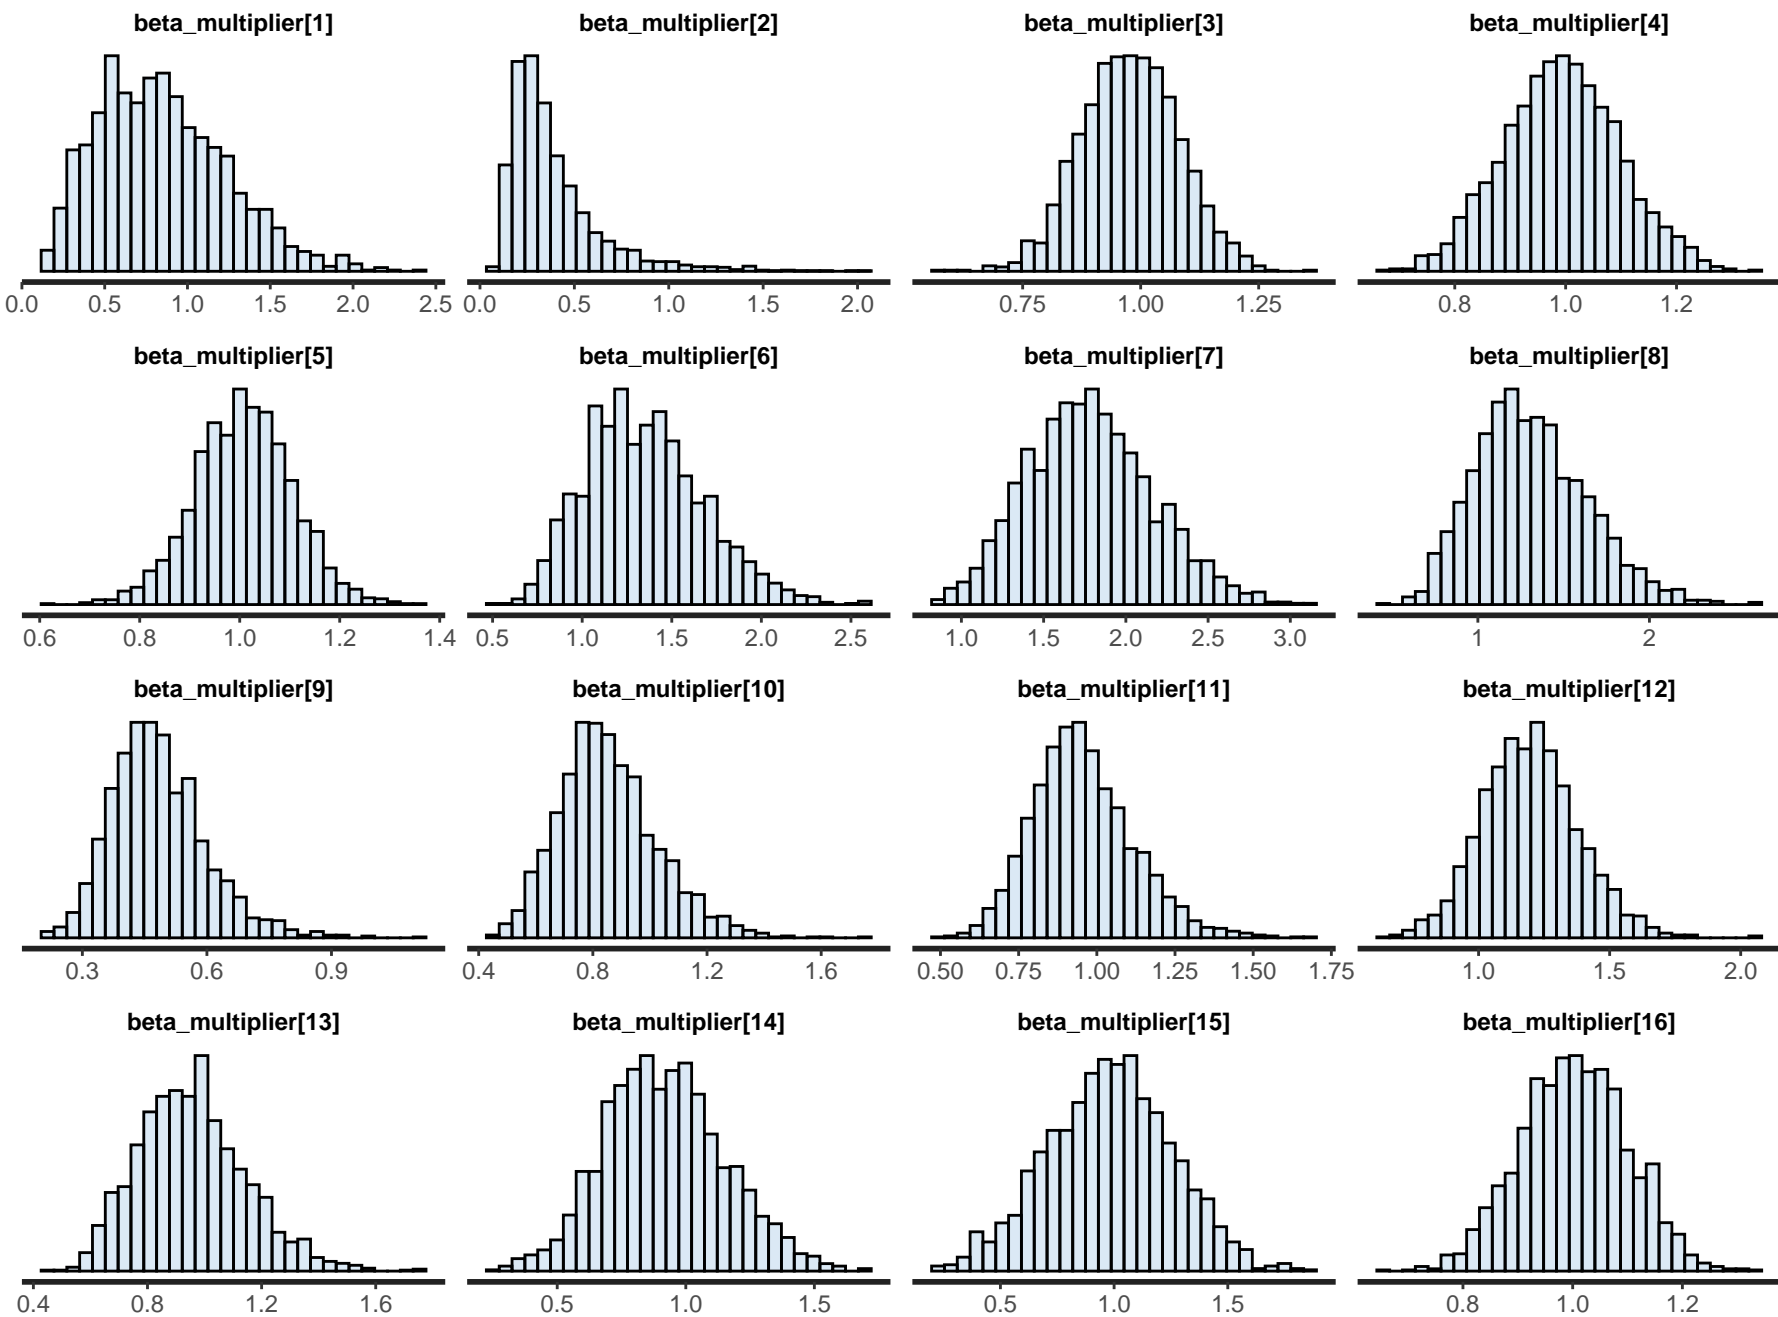 beta_multiplier[1] beta_multiplier[2] beta_multiplier[3] beta_multiplier[4]
0.0 0.5 1.0 1.5 2.0 2.5 0.0 0.5 1.0 1.5 2.0 0.75 1.00 1.25 0.8 1.0 1.2
beta_multiplier[5] beta_multiplier[6] beta_multiplier[7] beta_multiplier[8]
0.6 0.8 1.0 1.2 1.4 0.5 1.0 1.5 2.0 2.5 1.0 1.5 2.0 2.5 3.0 1 2
beta_multiplier[9] beta_multiplier[10] beta_multiplier[11] beta_multiplier[12]
0.3 0.6 0.9 0.4 0.8 1.2 1.6 0.50 0.75 1.00 1.25 1.50 1.75 1.0 1.5 2.0
beta_multiplier[13] beta_multiplier[14] beta_multiplier[15] beta_multiplier[16]
0.4 0.8 1.2 1.6 0.5 1.0 1.5 0.5 1.0 1.5 0.8 1.0 1.2